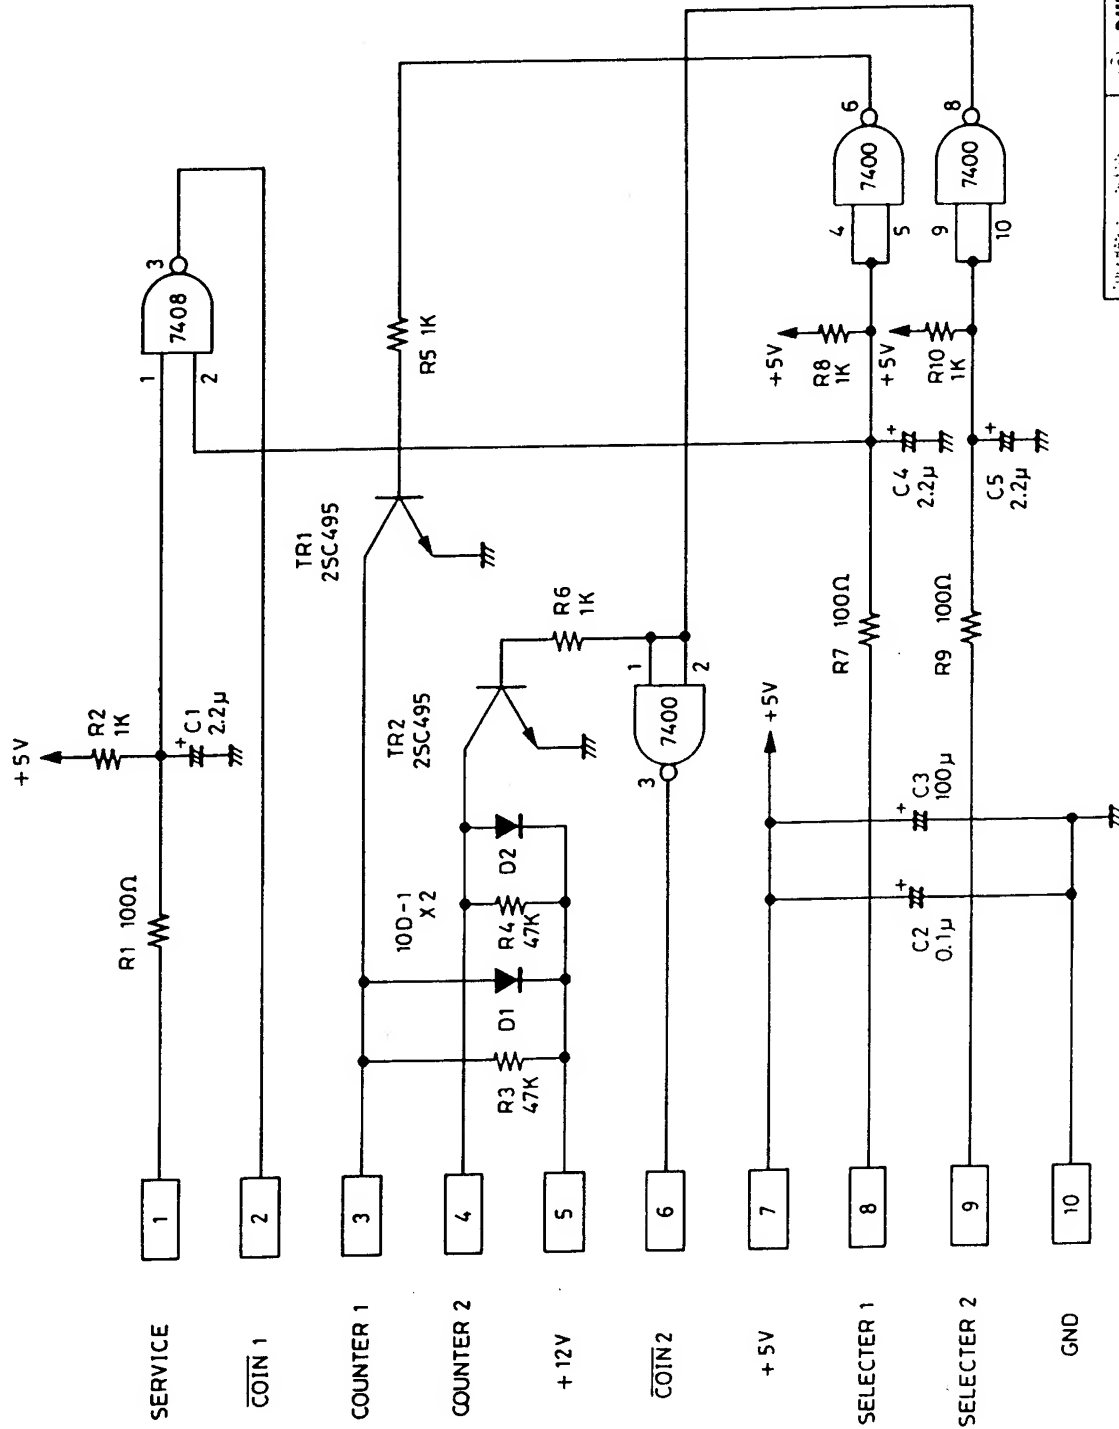 SERVICE
COIN 1
COUNTER 1
COUNTER 2
+12V
COIN 2
+5V
SELECTER 1
SELECTER 2
GND
1
2
3
4
5
6
7
8
9
10
R1 100Ω
+5V
R2
1K
C1
2.2μ
+
1
2
3
7408
TR1
2SC495
R5 1K
TR2
2SC495
R6
1K
10D-1
X2
D2
R4
47K
D1
R3
47K
1
2
3
7400
+5V
C3
100μ
+
C2
0.1μ
+
R7 100Ω
R9 100Ω
C4
2.2μ
+
C5
2.2μ
+
+5V
R8
1K
+5V
R10
1K
4
5
6
7400
9
10
8
7400